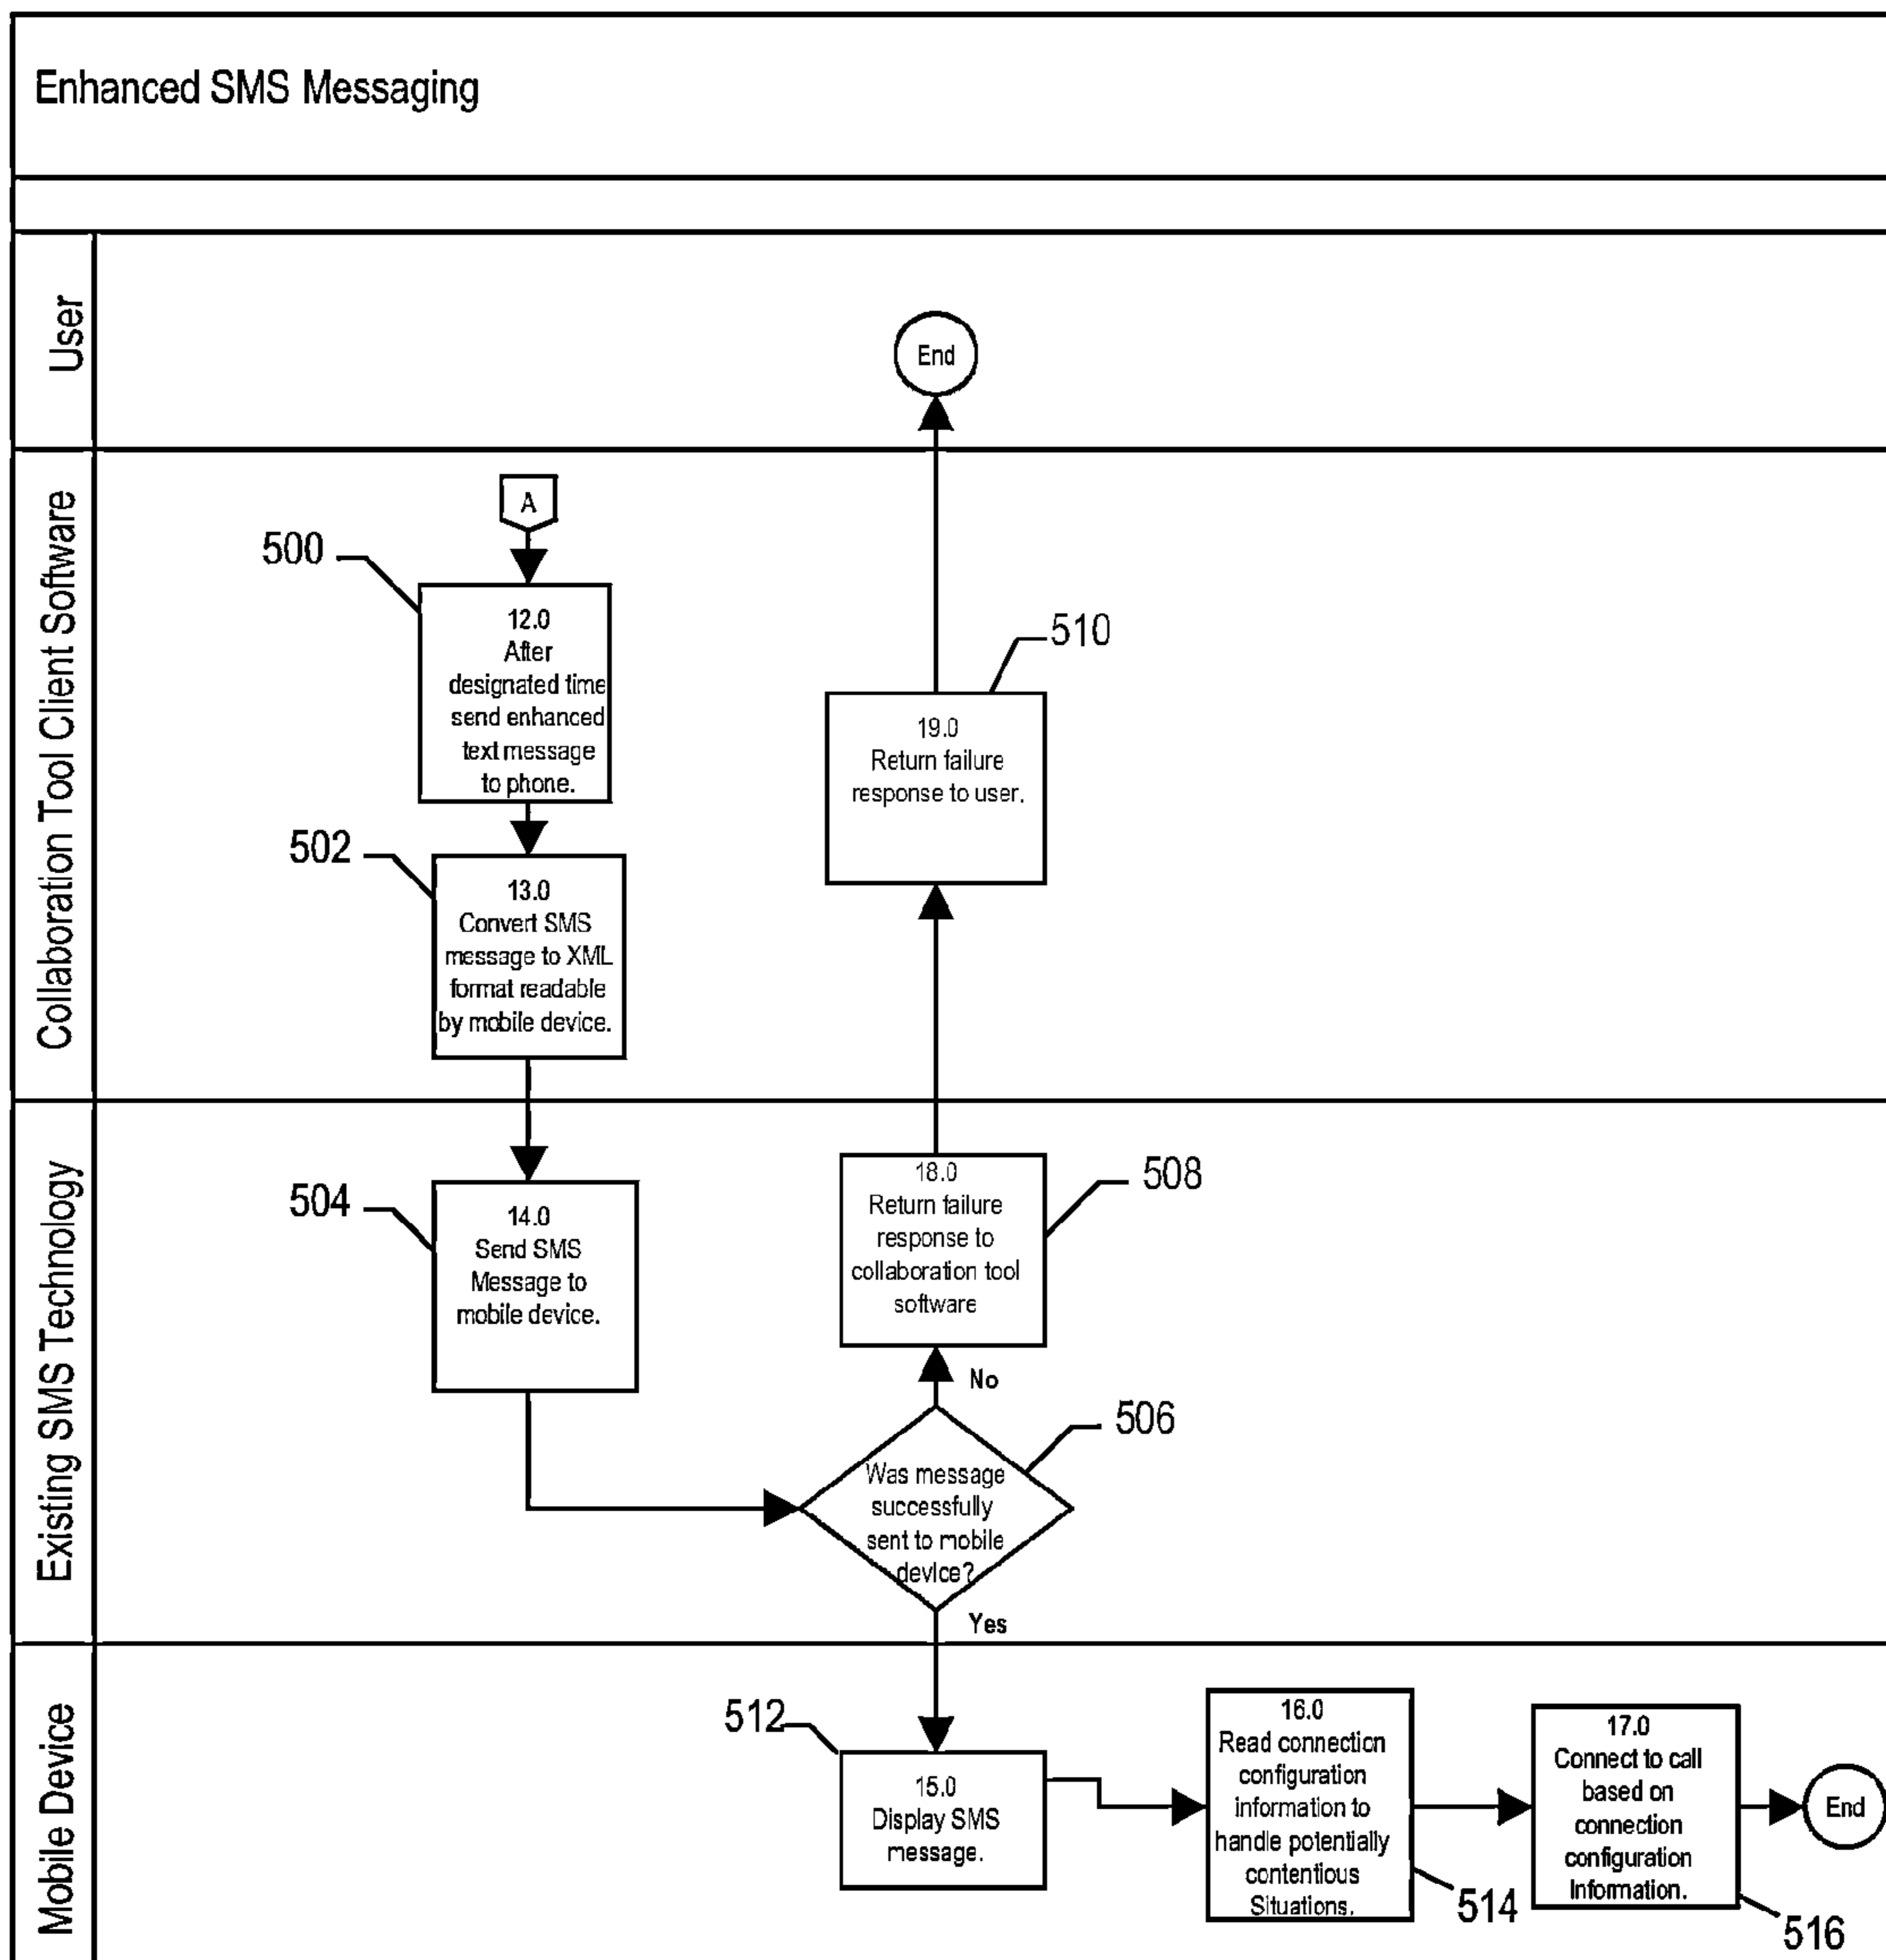 Enhanced SMS Messaging
User
End
Collaboration Tool Client Software
A
500
12.0
After
designated time
send enhanced
text message
to phone.
510
19.0
Return failure
response to user.
502
13.0
Convert SMS
message to XML
format readable
by mobile device.
Existing SMS Technology
504
14.0
Send SMS
Message to
mobile device.
508
18.0
Return failure
response to
collaboration tool
software
No
506
Was message
successfully
sent to mobile
device?
Yes
Mobile Device
512
15.0
Display SMS
message.
16.0
Read connection
configuration
information to
handle potentially
contentious
Situations.
514
17.0
Connect to call
based on
connection
configuration
Information.
516
End